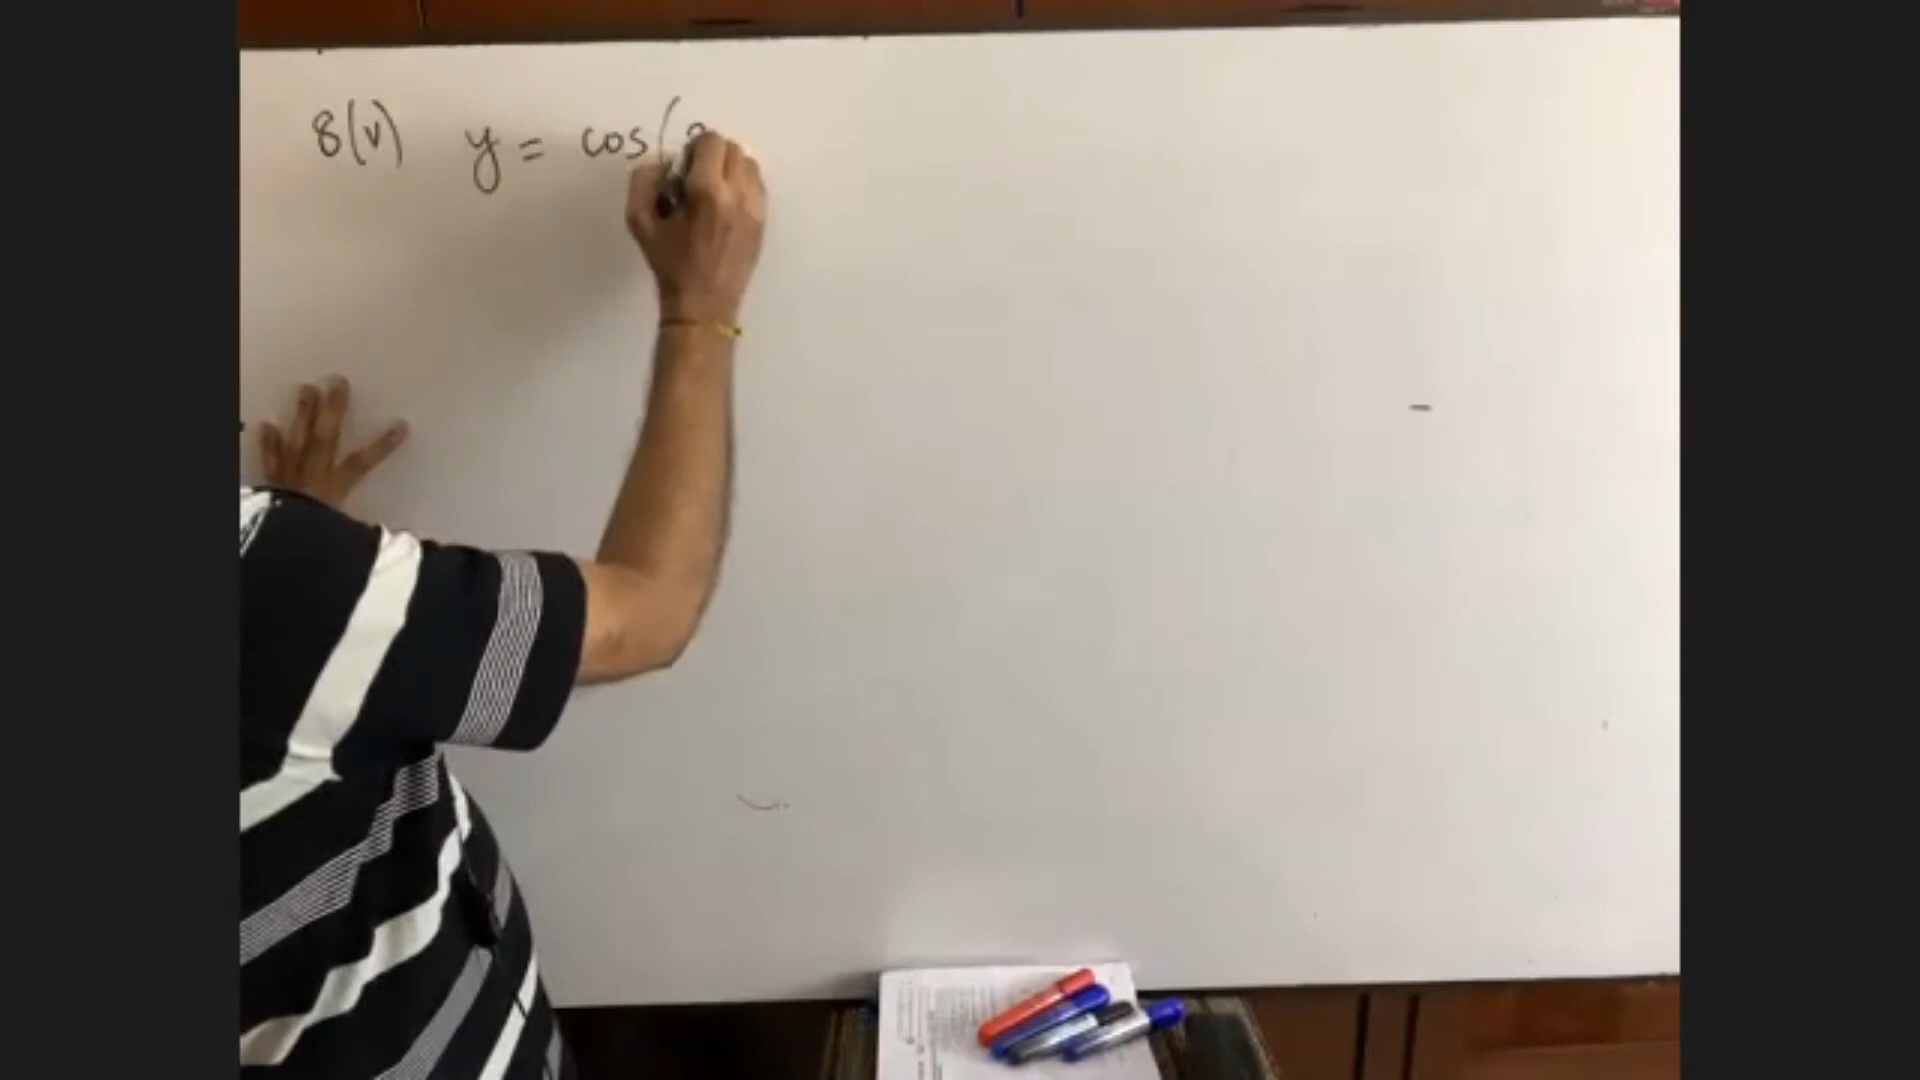 8(v) y = cos(